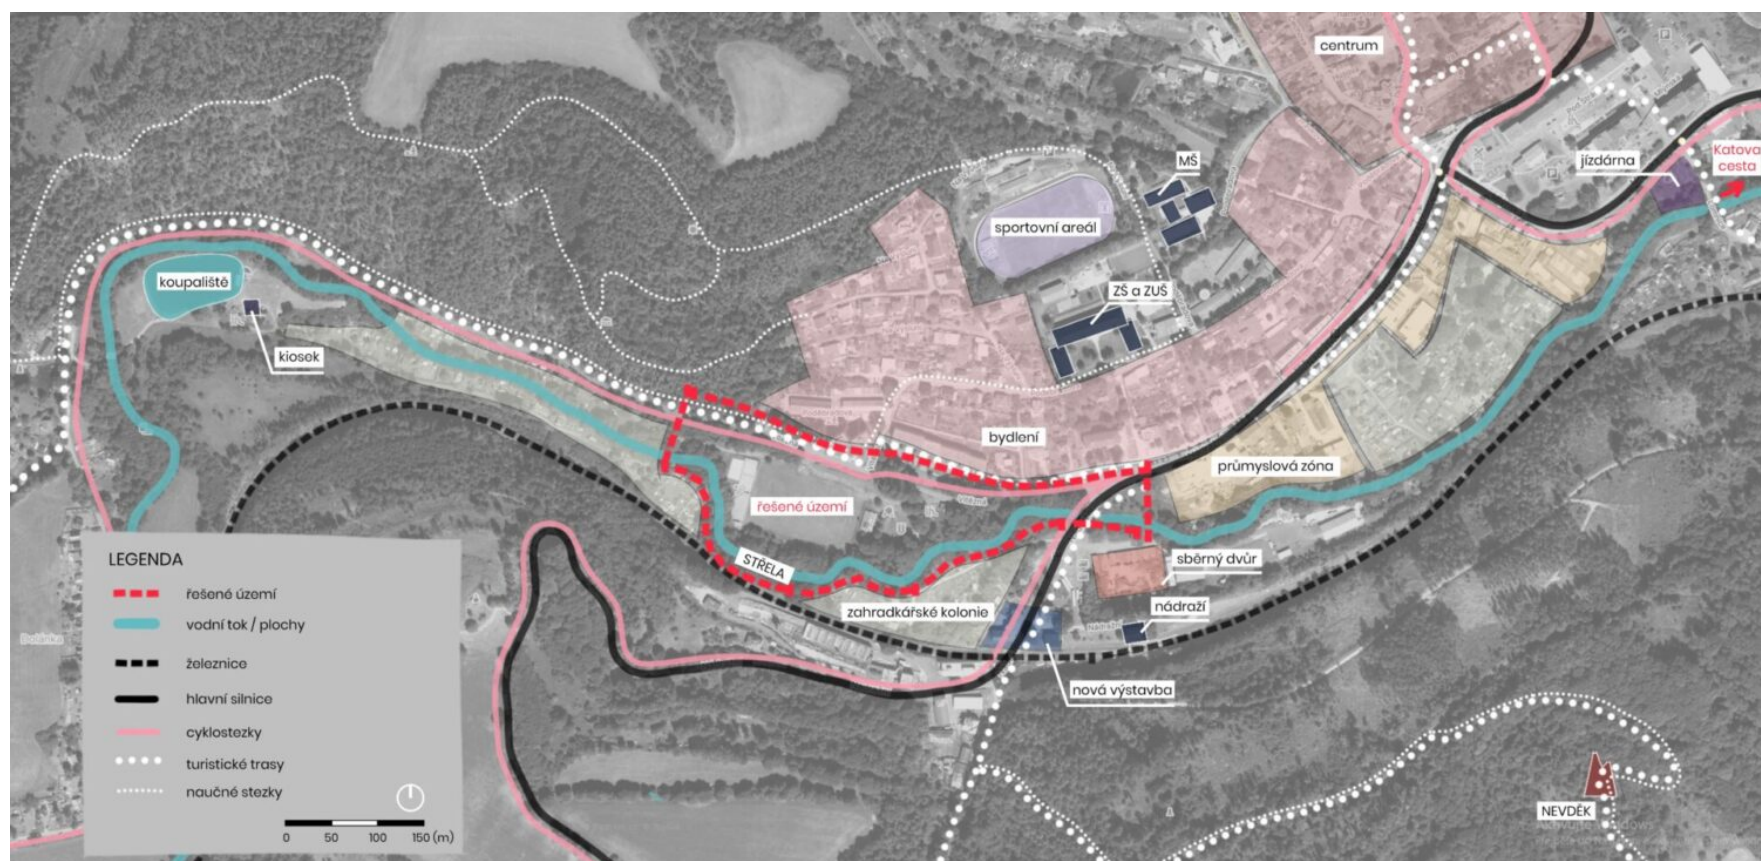 centrum
MŠ
jízdárna
Katova
cesta
sportovní areál
koupaliště
ZŠ a ZUŠ
kiosek
bydlení
průmyslová zóna
řešené území
STŘELA
sběrný dvůr
zahradkářské kolonie
nádraží
nová výstavba
NEVDĚK
Dolánka
Nádražní
LEGENDA
řešené území
vodní tok / plochy
železnice
hlavní silnice
cyklostezky
turistické trasy
naučné stezky
0 50 100 150 (m)